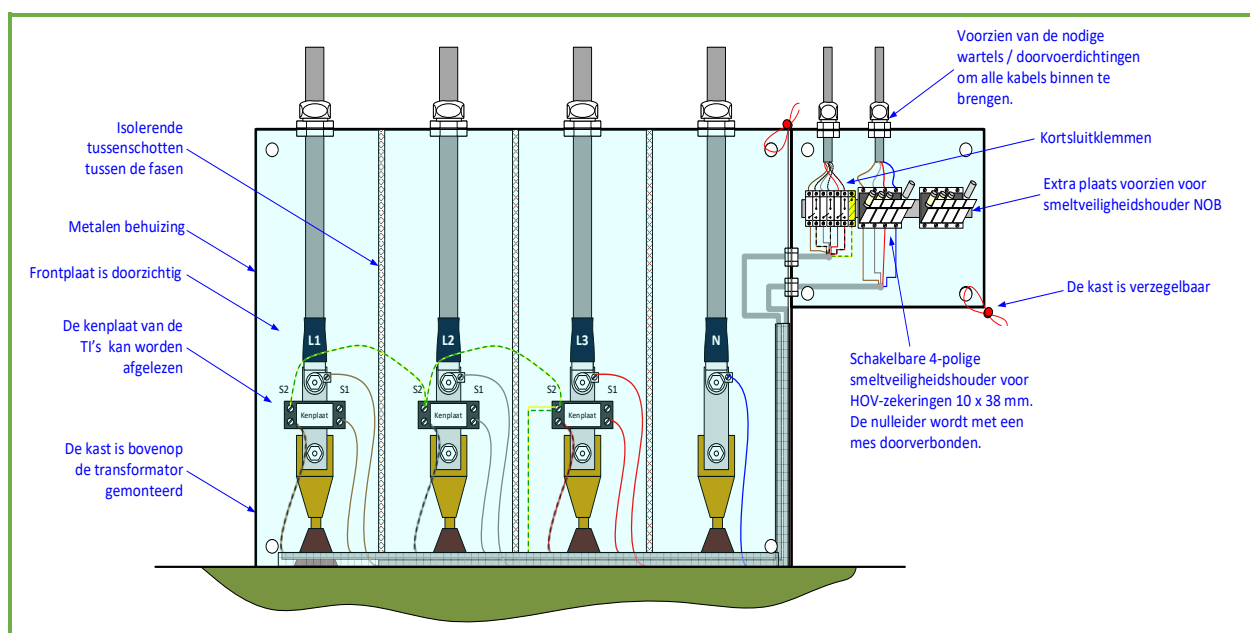 Voorzien van de nodige
wartels / doorvoerdichtingen
om alle kabels binnen te
brengen.
Isolerende
tussenschotten
tussen de fasen
Kortsluitklemmen
Extra plaats voorzien voor
smeltveiligheidshouder NOB
Metalen behuizing
Frontplaat is doorzichtig
De kast is verzegelbaar
De kenplaat van de
TI's kan worden
afgelezen
L1
L2
L3
N
Schakelbare 4-polige
smeltveiligheidshouder voor
HOV-zekeringen 10 x 38 mm.
De nulleider wordt met een
mes doorverbonden.
S2
S1
S2
S1
S2
S1
Kenplaat
Kenplaat
Kenplaat
De kast is bovenop
de transformator
gemonteerd